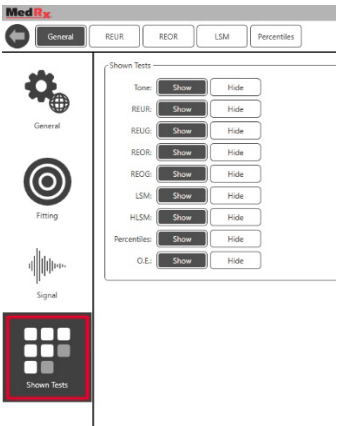 MedRx
General REUR REOR LSM Percentiles
Shown Tests
General
Fitting
Signal
Shown Tests
Tone: Show Hide
REUR: Show Hide
REUG: Show Hide
REOR: Show Hide
REOG: Show Hide
LSM: Show Hide
HLSM: Show Hide
Percentiles: Show Hide
O.E.: Show Hide